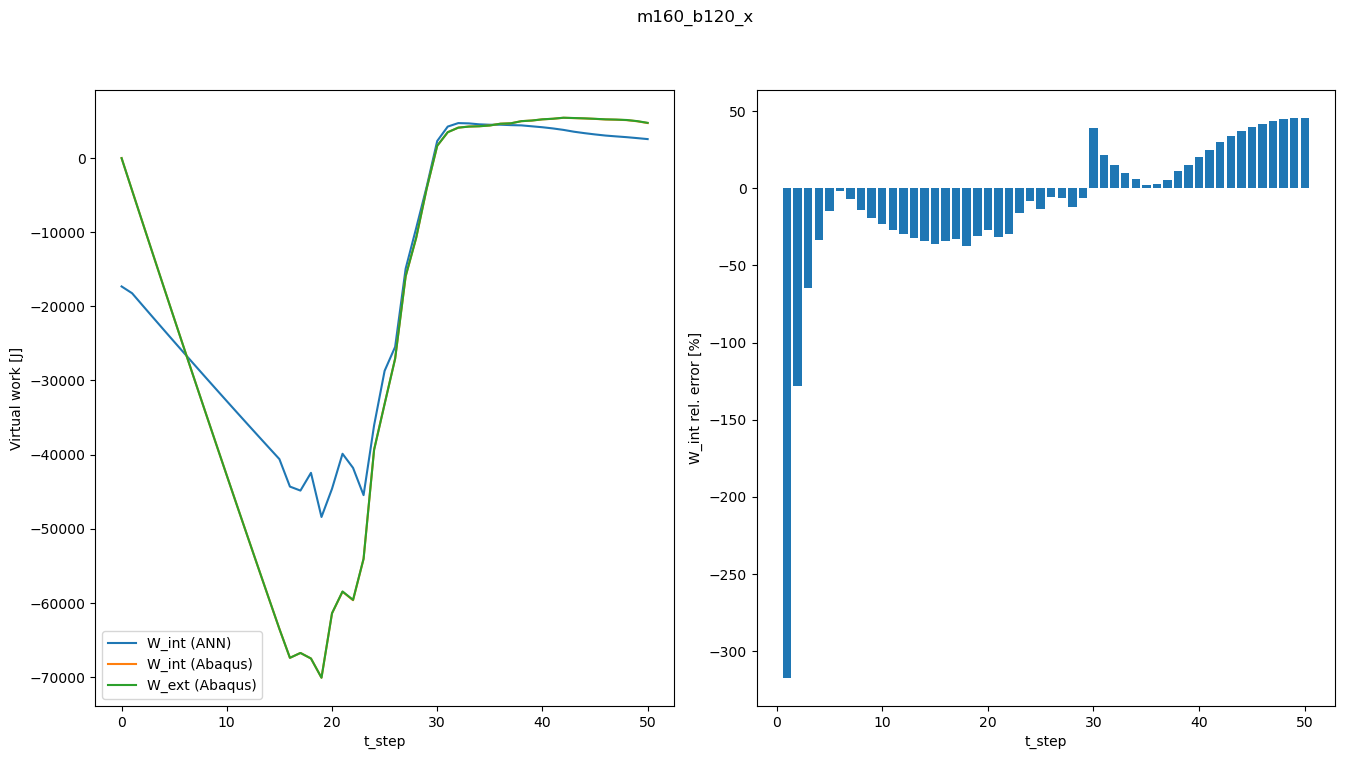 m160_b120_x
Virtual work [J]
0
−10000
−20000
−30000
−40000
−50000
−60000
−70000
W_int (ANN)
W_int (Abaqus)
W_ext (Abaqus)
0 10 20 30 40 50
t_step
W_int rel. error [%]
50
0
−50
−100
−150
−200
−250
−300
0 10 20 30 40 50
t_step